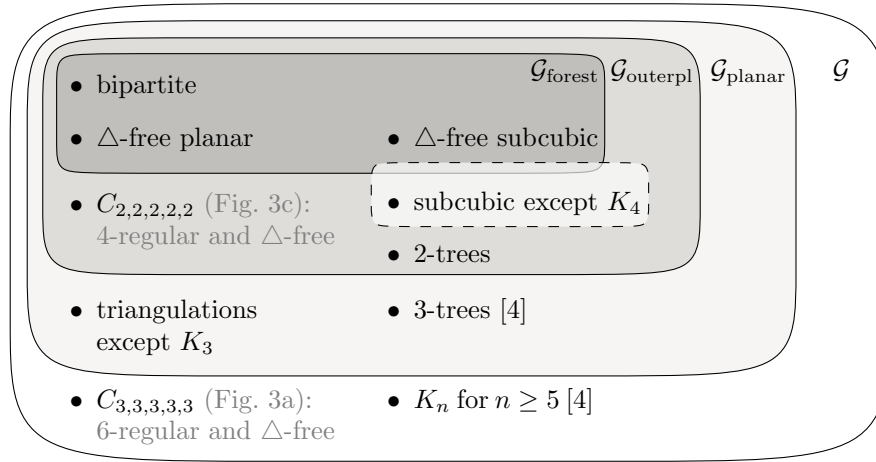 𝒢forest 𝒢outerpl 𝒢planar 𝒢
• bipartite
• △-free planar • △-free subcubic
• C2,2,2,2,2 (Fig. 3c): • subcubic except K4
4-regular and △-free
• 2-trees
• triangulations • 3-trees [4]
except K3
• C3,3,3,3,3 (Fig. 3a): • Kn for n ≥ 5 [4]
6-regular and △-free